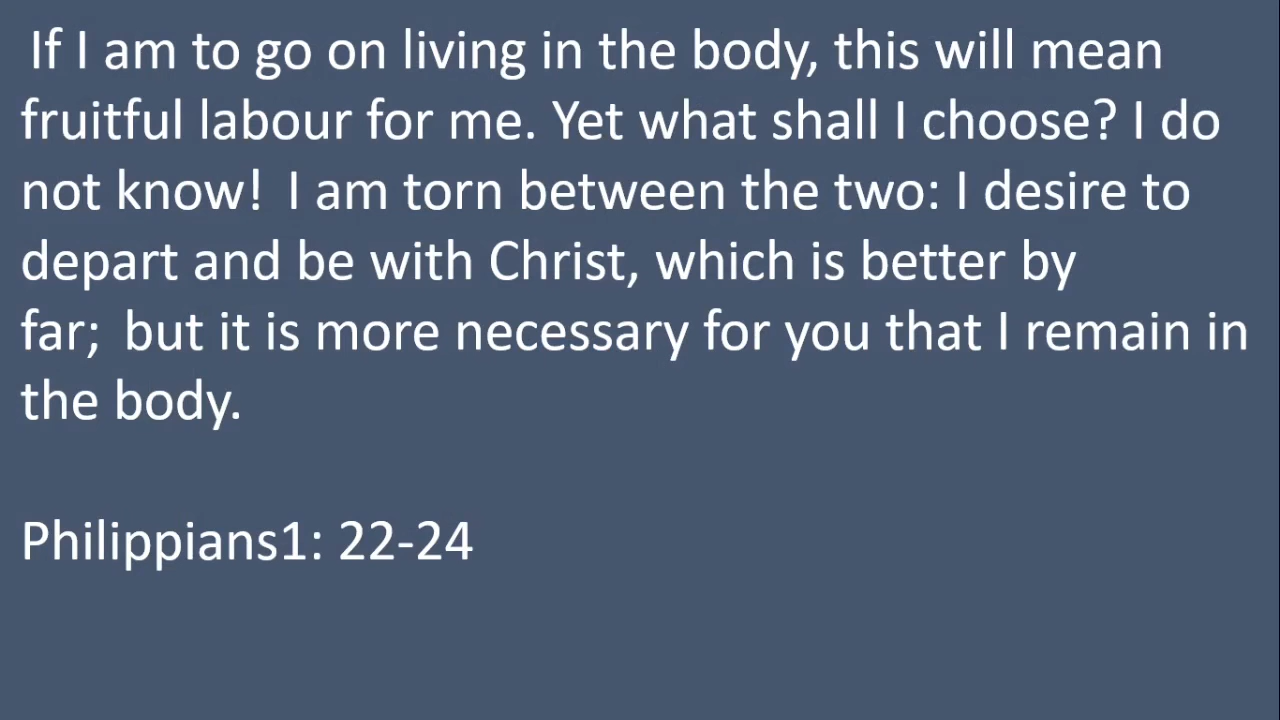 If I am to go on living in the body, this will mean
fruitful labour for me. Yet what shall I choose? I do
not know!  I am torn between the two: I desire to
depart and be with Christ, which is better by
far;  but it is more necessary for you that I remain in
the body.
Philippians1: 22-24